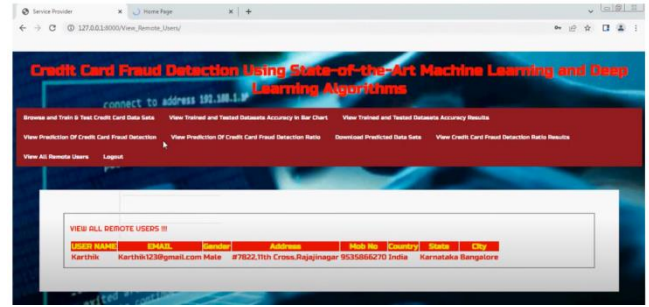 Service Provider
Home Page
127.0.0.1:8000/View_Remote_Users/
Credit Card Fraud Detection Using State-of-the-Art Machine Learning and Deep
Learning Algorithms
connect to address 192.168.1.
Browse and Train & Test Credit Card Data Sets View Trained and Tested Datasets Accuracy in Bar Chart View Trained and Tested Datasets Accuracy Results
View Prediction Of Credit Card Fraud Detection View Prediction Of Credit Card Fraud Detection Ratio Download Predicted Data Sets View Credit Card Fraud Detection Ratio Results
View All Remote Users Logout
VIEW ALL REMOTE USERS !!!
USER NAME EMAIL Gender Address Mob No Country State City
Karthik Karthik123@gmail.com Male #7822,11th Cross,Rajajinagar 9535866270 India Karnataka Bangalore